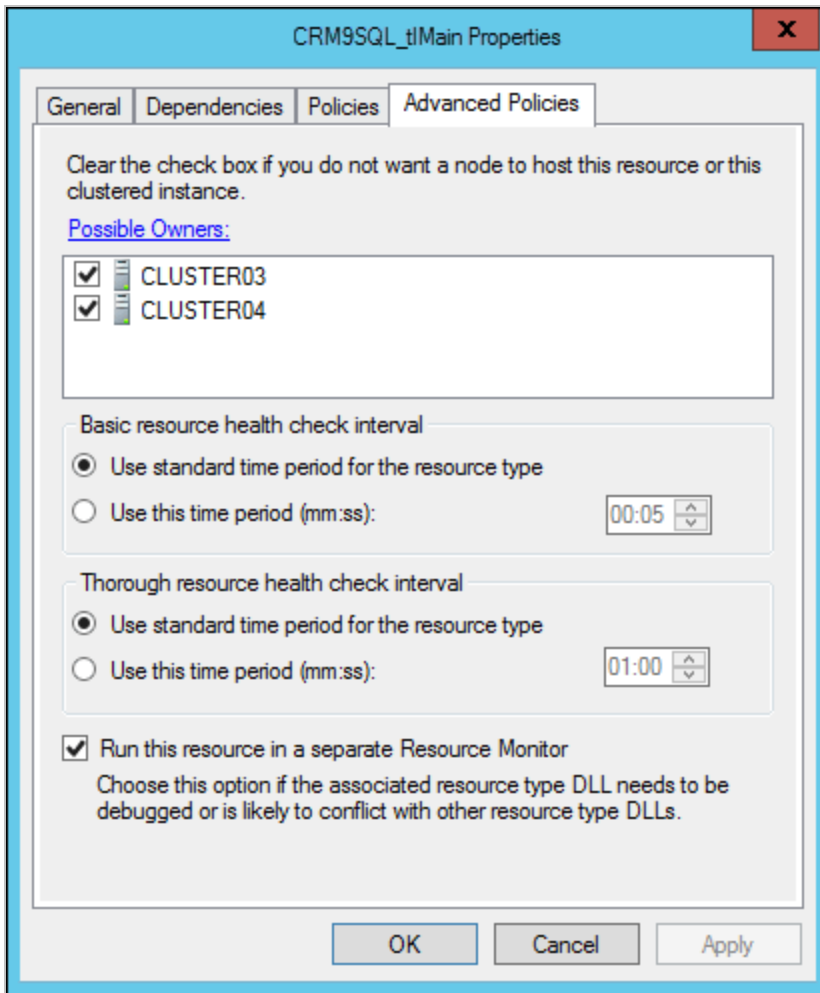 CRM9SQL_tlMain Properties
x
General Dependencies Policies Advanced Policies
Clear the check box if you do not want a node to host this resource or this
clustered instance.
Possible Owners:
CLUSTER03
CLUSTER04
Basic resource health check interval
Use standard time period for the resource type
Use this time period (mm:ss): 00:05
Thorough resource health check interval
Use standard time period for the resource type
Use this time period (mm:ss): 01:00
Run this resource in a separate Resource Monitor
Choose this option if the associated resource type DLL needs to be
debugged or is likely to conflict with other resource type DLLs.
OK Cancel Apply